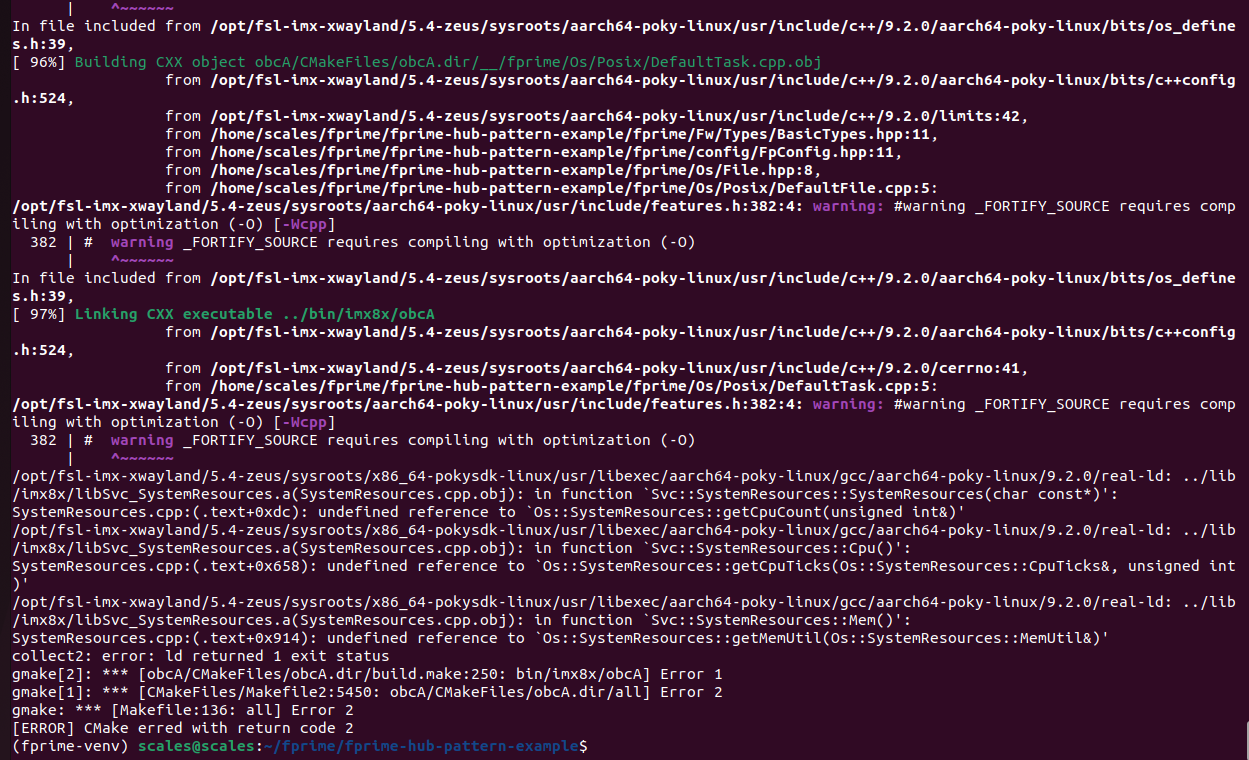 |    ^~~~~~~
In file included from /opt/fsl-imx-xwayland/5.4-zeus/sysroots/aarch64-poky-linux/usr/include/c++/9.2.0/aarch64-poky-linux/bits/os_define
s.h:39,
[ 96%] Building CXX object obcA/CMakeFiles/obcA.dir/__/fprime/Os/Posix/DefaultTask.cpp.obj
                 from /opt/fsl-imx-xwayland/5.4-zeus/sysroots/aarch64-poky-linux/usr/include/c++/9.2.0/aarch64-poky-linux/bits/c++config
.h:524,
                 from /opt/fsl-imx-xwayland/5.4-zeus/sysroots/aarch64-poky-linux/usr/include/c++/9.2.0/limits:42,
                 from /home/scales/fprime/fprime-hub-pattern-example/fprime/Fw/Types/BasicTypes.hpp:11,
                 from /home/scales/fprime/fprime-hub-pattern-example/fprime/config/FpConfig.hpp:11,
                 from /home/scales/fprime/fprime-hub-pattern-example/fprime/Os/File.hpp:8,
                 from /home/scales/fprime/fprime-hub-pattern-example/fprime/Os/Posix/DefaultFile.cpp:5:
/opt/fsl-imx-xwayland/5.4-zeus/sysroots/aarch64-poky-linux/usr/include/features.h:382:4: warning: #warning _FORTIFY_SOURCE requires comp
iling with optimization (-O) [-Wcpp]
  382 | #  warning _FORTIFY_SOURCE requires compiling with optimization (-O)
      |    ^~~~~~~
In file included from /opt/fsl-imx-xwayland/5.4-zeus/sysroots/aarch64-poky-linux/usr/include/c++/9.2.0/aarch64-poky-linux/bits/os_define
s.h:39,
[ 97%] Linking CXX executable ../bin/imx8x/obcA
                 from /opt/fsl-imx-xwayland/5.4-zeus/sysroots/aarch64-poky-linux/usr/include/c++/9.2.0/aarch64-poky-linux/bits/c++config
.h:524,
                 from /opt/fsl-imx-xwayland/5.4-zeus/sysroots/aarch64-poky-linux/usr/include/c++/9.2.0/cerrno:41,
                 from /home/scales/fprime/fprime-hub-pattern-example/fprime/Os/Posix/DefaultTask.cpp:5:
/opt/fsl-imx-xwayland/5.4-zeus/sysroots/aarch64-poky-linux/usr/include/features.h:382:4: warning: #warning _FORTIFY_SOURCE requires comp
iling with optimization (-O) [-Wcpp]
  382 | #  warning _FORTIFY_SOURCE requires compiling with optimization (-O)
      |    ^~~~~~~
/opt/fsl-imx-xwayland/5.4-zeus/sysroots/x86_64-pokysdk-linux/usr/libexec/aarch64-poky-linux/gcc/aarch64-poky-linux/9.2.0/real-ld: ../lib
/imx8x/libSvc_SystemResources.a(SystemResources.cpp.obj): in function `Svc::SystemResources::SystemResources(char const*)':
SystemResources.cpp:(.text+0xdc): undefined reference to `Os::SystemResources::getCpuCount(unsigned int&)'
/opt/fsl-imx-xwayland/5.4-zeus/sysroots/x86_64-pokysdk-linux/usr/libexec/aarch64-poky-linux/gcc/aarch64-poky-linux/9.2.0/real-ld: ../lib
/imx8x/libSvc_SystemResources.a(SystemResources.cpp.obj): in function `Svc::SystemResources::Cpu()':
SystemResources.cpp:(.text+0x658): undefined reference to `Os::SystemResources::getCpuTicks(Os::SystemResources::CpuTicks&, unsigned int
)'
/opt/fsl-imx-xwayland/5.4-zeus/sysroots/x86_64-pokysdk-linux/usr/libexec/aarch64-poky-linux/gcc/aarch64-poky-linux/9.2.0/real-ld: ../lib
/imx8x/libSvc_SystemResources.a(SystemResources.cpp.obj): in function `Svc::SystemResources::Mem()':
SystemResources.cpp:(.text+0x914): undefined reference to `Os::SystemResources::getMemUtil(Os::SystemResources::MemUtil&)'
collect2: error: ld returned 1 exit status
gmake[2]: *** [obcA/CMakeFiles/obcA.dir/build.make:250: bin/imx8x/obcA] Error 1
gmake[1]: *** [CMakeFiles/Makefile2:5450: obcA/CMakeFiles/obcA.dir/all] Error 2
gmake: *** [Makefile:136: all] Error 2
[ERROR] CMake erred with return code 2
(fprime-venv) scales@scales:~/fprime/fprime-hub-pattern-example$